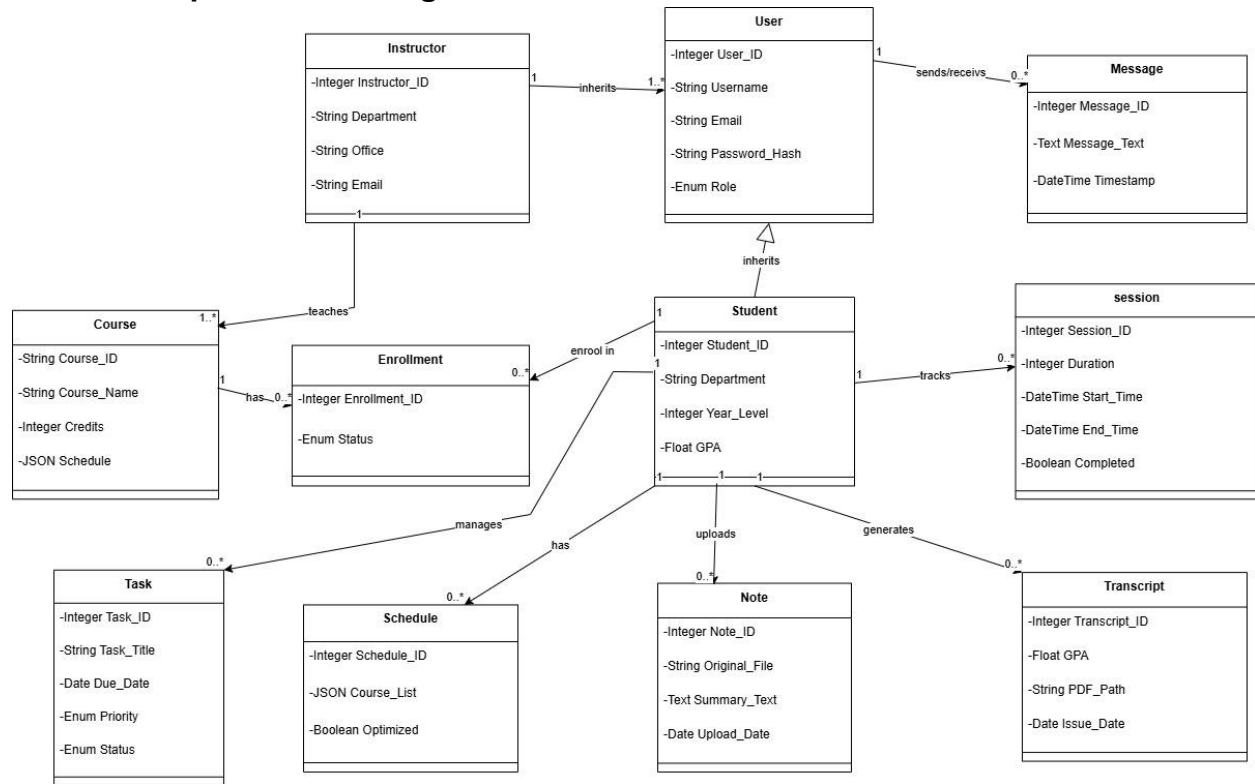 User
-Integer User_ID
-String Username
-String Email
-String Password_Hash
-Enum Role
Instructor
-Integer Instructor_ID
-String Department
-String Office
-String Email
1
inherits
1..*
1
sends/receivs
0..*
Message
-Integer Message_ID
-Text Message_Text
-DateTime Timestamp
1
teaches
1..*
inherits
Course
-String Course_ID
-String Course_Name
-Integer Credits
-JSON Schedule
1
has
0..*
Enrollment
-Integer Enrollment_ID
-Enum Status
1
enrool in
0..*
Student
-Integer Student_ID
-String Department
-Integer Year_Level
-Float GPA
1
tracks
0..*
session
-Integer Session_ID
-Integer Duration
-DateTime Start_Time
-DateTime End_Time
-Boolean Completed
1
manages
0..*
1
has
0..*
1
uploads
0..*
1
generates
0..*
Task
-Integer Task_ID
-String Task_Title
-Date Due_Date
-Enum Priority
-Enum Status
Schedule
-Integer Schedule_ID
-JSON Course_List
-Boolean Optimized
Note
-Integer Note_ID
-String Original_File
-Text Summary_Text
-Date Upload_Date
Transcript
-Integer Transcript_ID
-Float GPA
-String PDF_Path
-Date Issue_Date